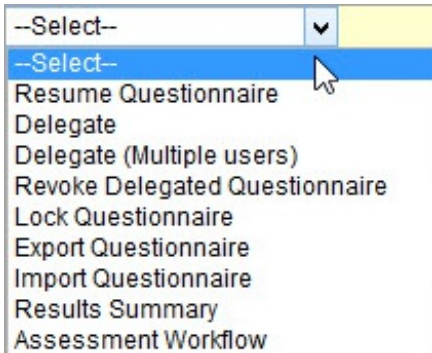 --Select--
--Select--
Resume Questionnaire
Delegate
Delegate (Multiple users)
Revoke Delegated Questionnaire
Lock Questionnaire
Export Questionnaire
Import Questionnaire
Results Summary
Assessment Workflow